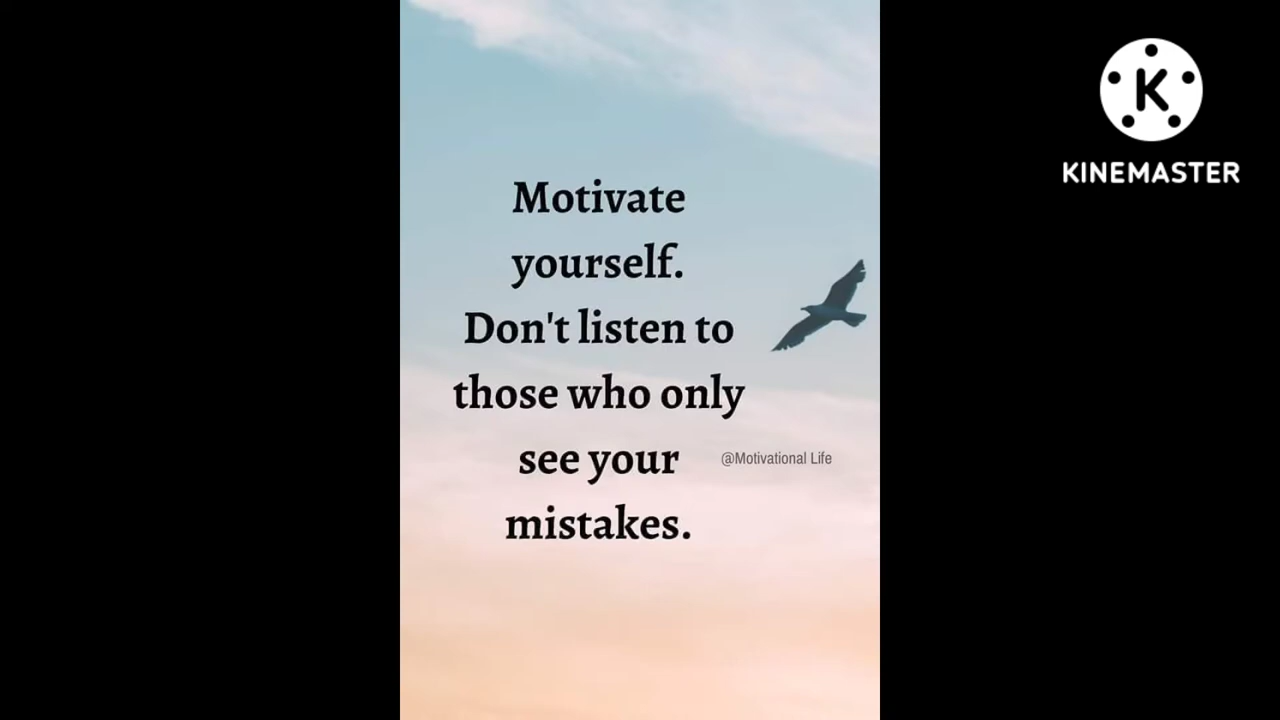 Motivate
yourself.
Don't listen to
those who only
see your
mistakes.
@Motivational Life
K
KINEMASTER